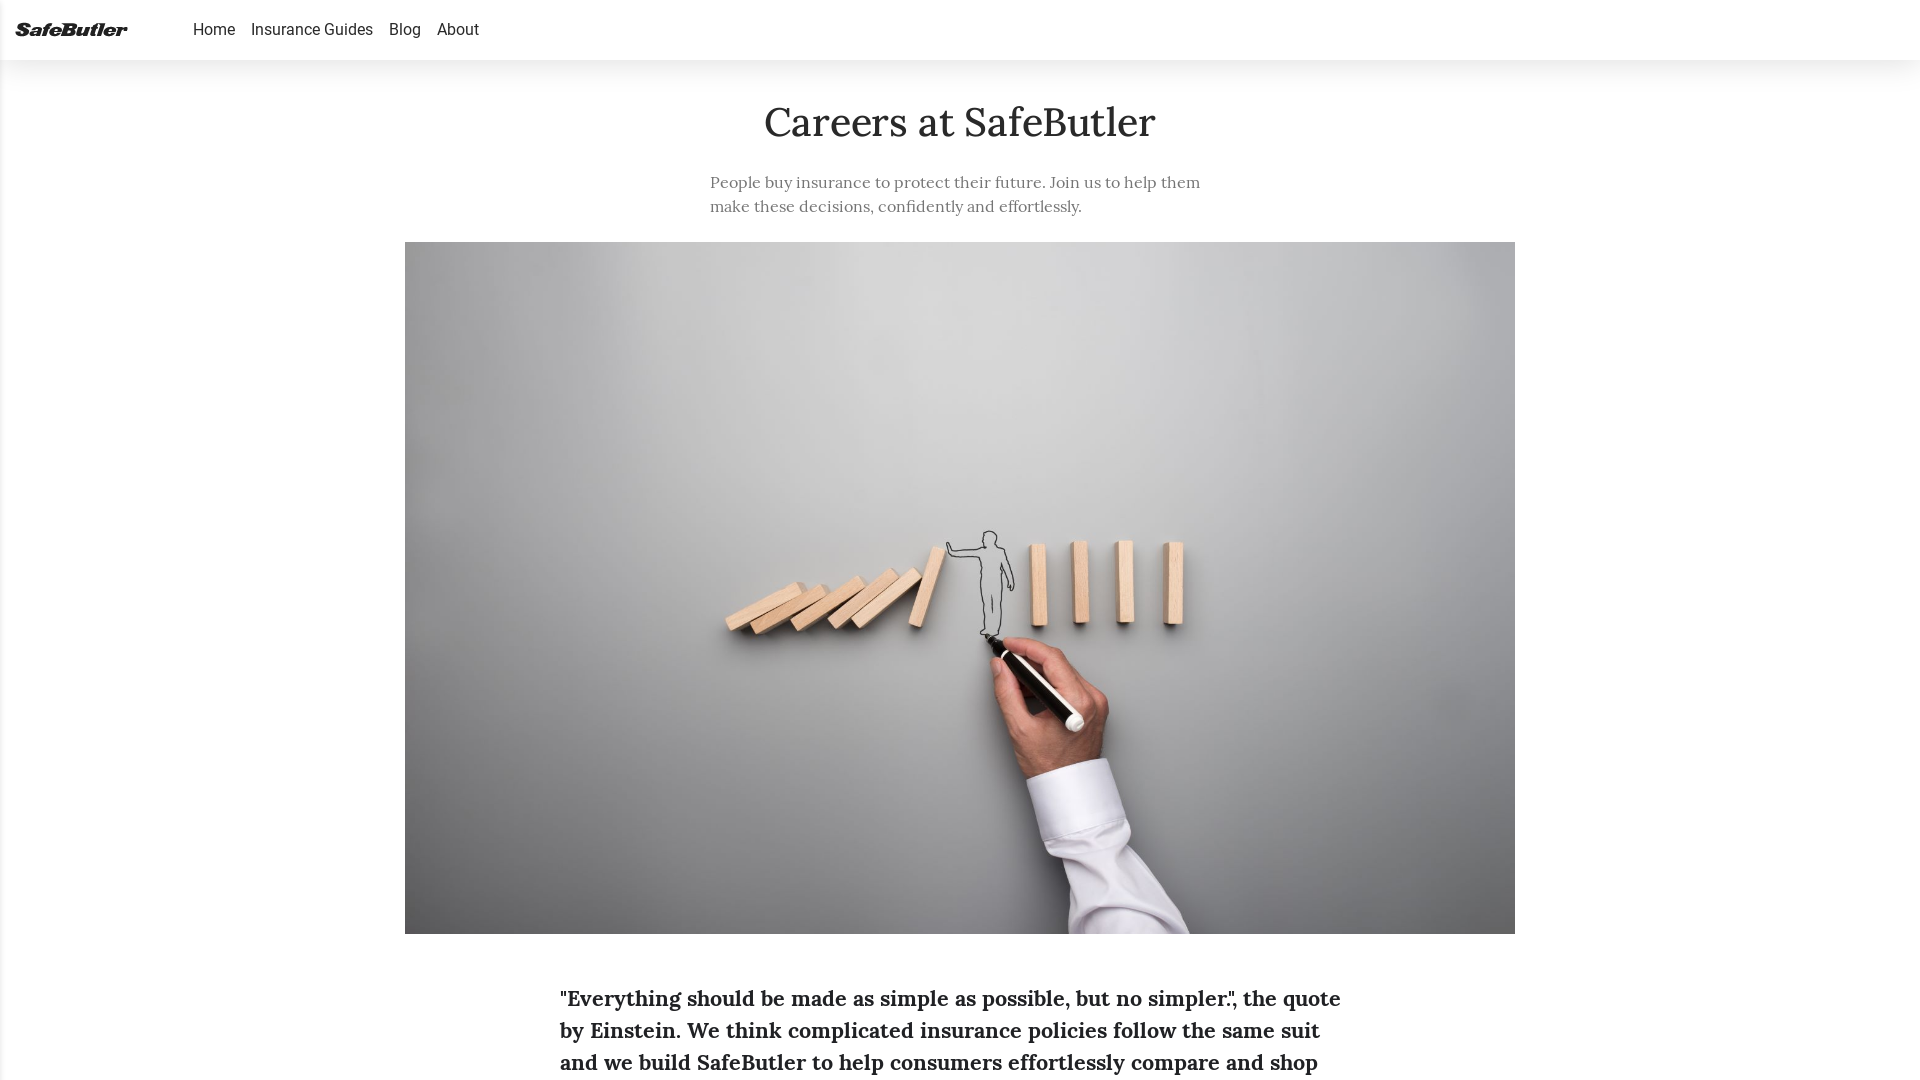 SafeButler
Home
Insurance Guides
Blog
About
Careers at SafeButler
People buy insurance to protect their future. Join us to help them
make these decisions, confidently and effortlessly.
"Everything should be made as simple as possible, but no simpler.", the quote
by Einstein. We think complicated insurance policies follow the same suit
and we build SafeButler to help consumers effortlessly compare and shop